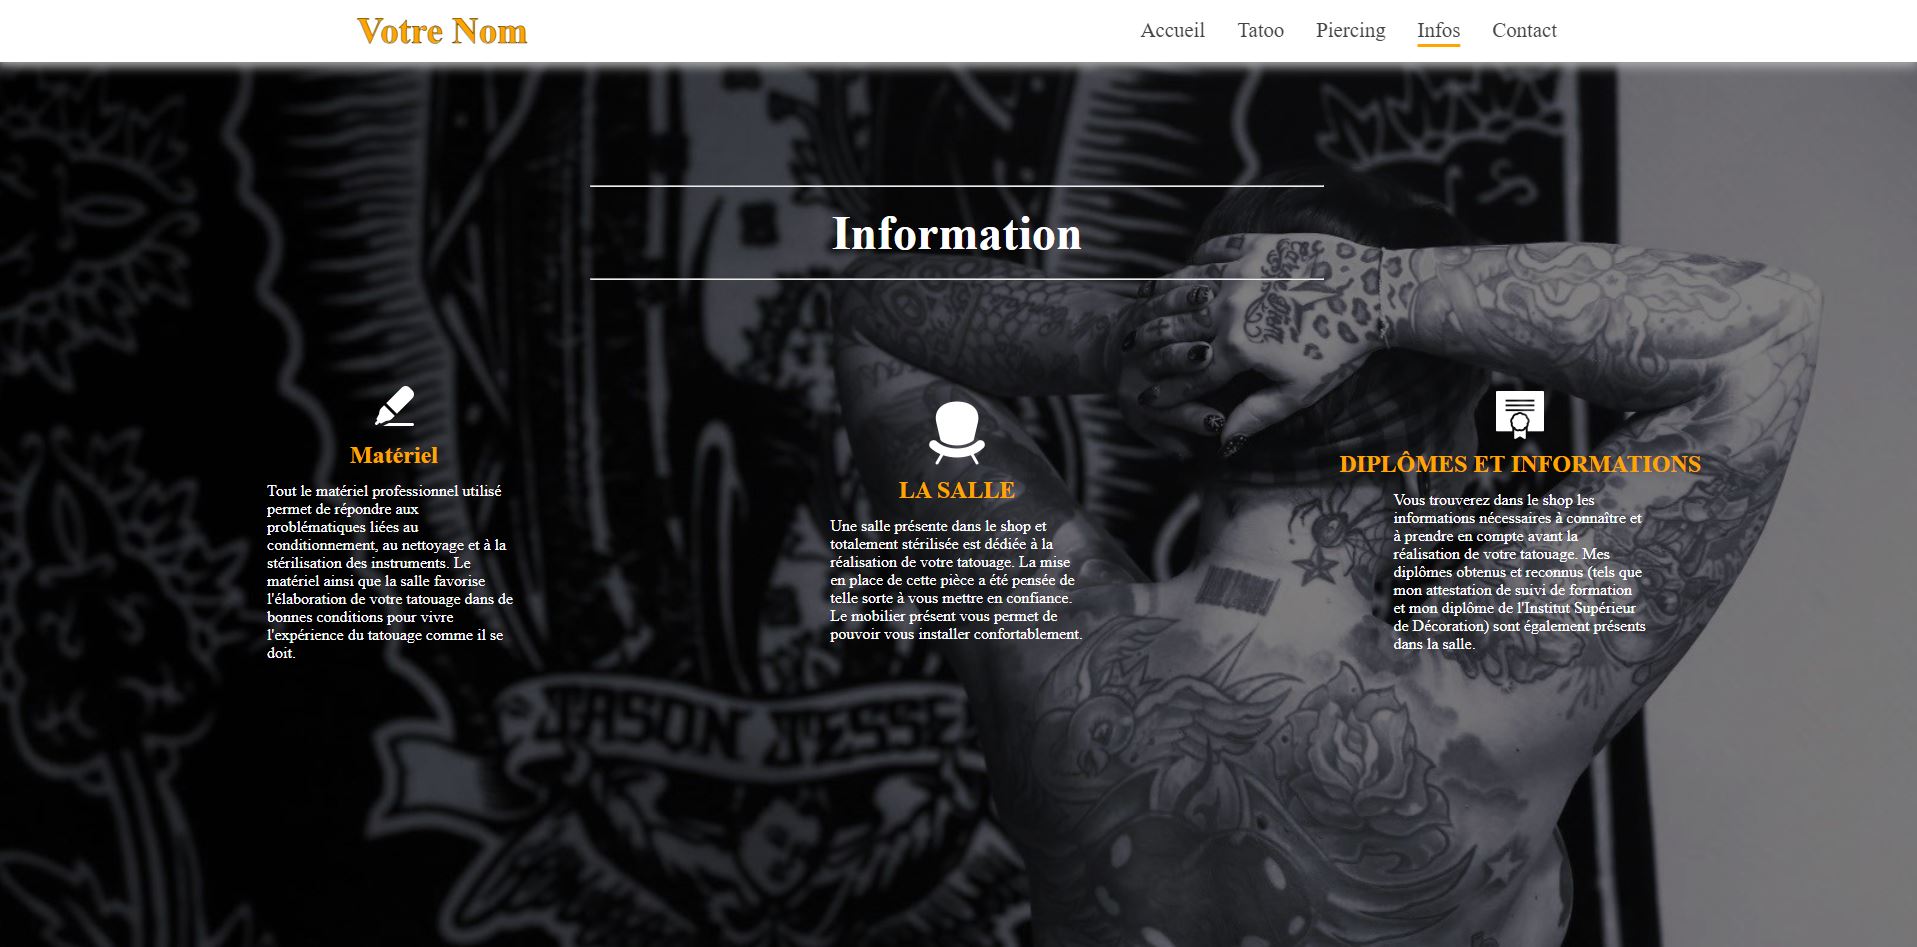 Votre Nom
Accueil Tatoo Piercing Infos Contact
Information
Matériel
Tout le matériel professionnel utilisé
permet de répondre aux
problématiques liées au
conditionnement, au nettoyage et à la
stérilisation des instruments. Le
matériel ainsi que la salle favorise
l'élaboration de votre tatouage dans de
bonnes conditions pour vivre
l'expérience du tatouage comme il se
doit.
LA SALLE
Une salle présente dans le shop et
totalement stérilisée est dédiée à la
réalisation de votre tatouage. La mise
en place de cette pièce a été pensée de
telle sorte à vous mettre en confiance.
Le mobilier présent vous permet de
pouvoir vous installer confortablement.
DIPLÔMES ET INFORMATIONS
Vous trouverez dans le shop les
informations nécessaires à connaître et
à prendre en compte avant la
réalisation de votre tatouage. Mes
diplômes obtenus et reconnus (tels que
mon attestation de suivi de formation
et mon diplôme de l'Institut Supérieur
de Décoration) sont également présents
dans la salle.
JASON